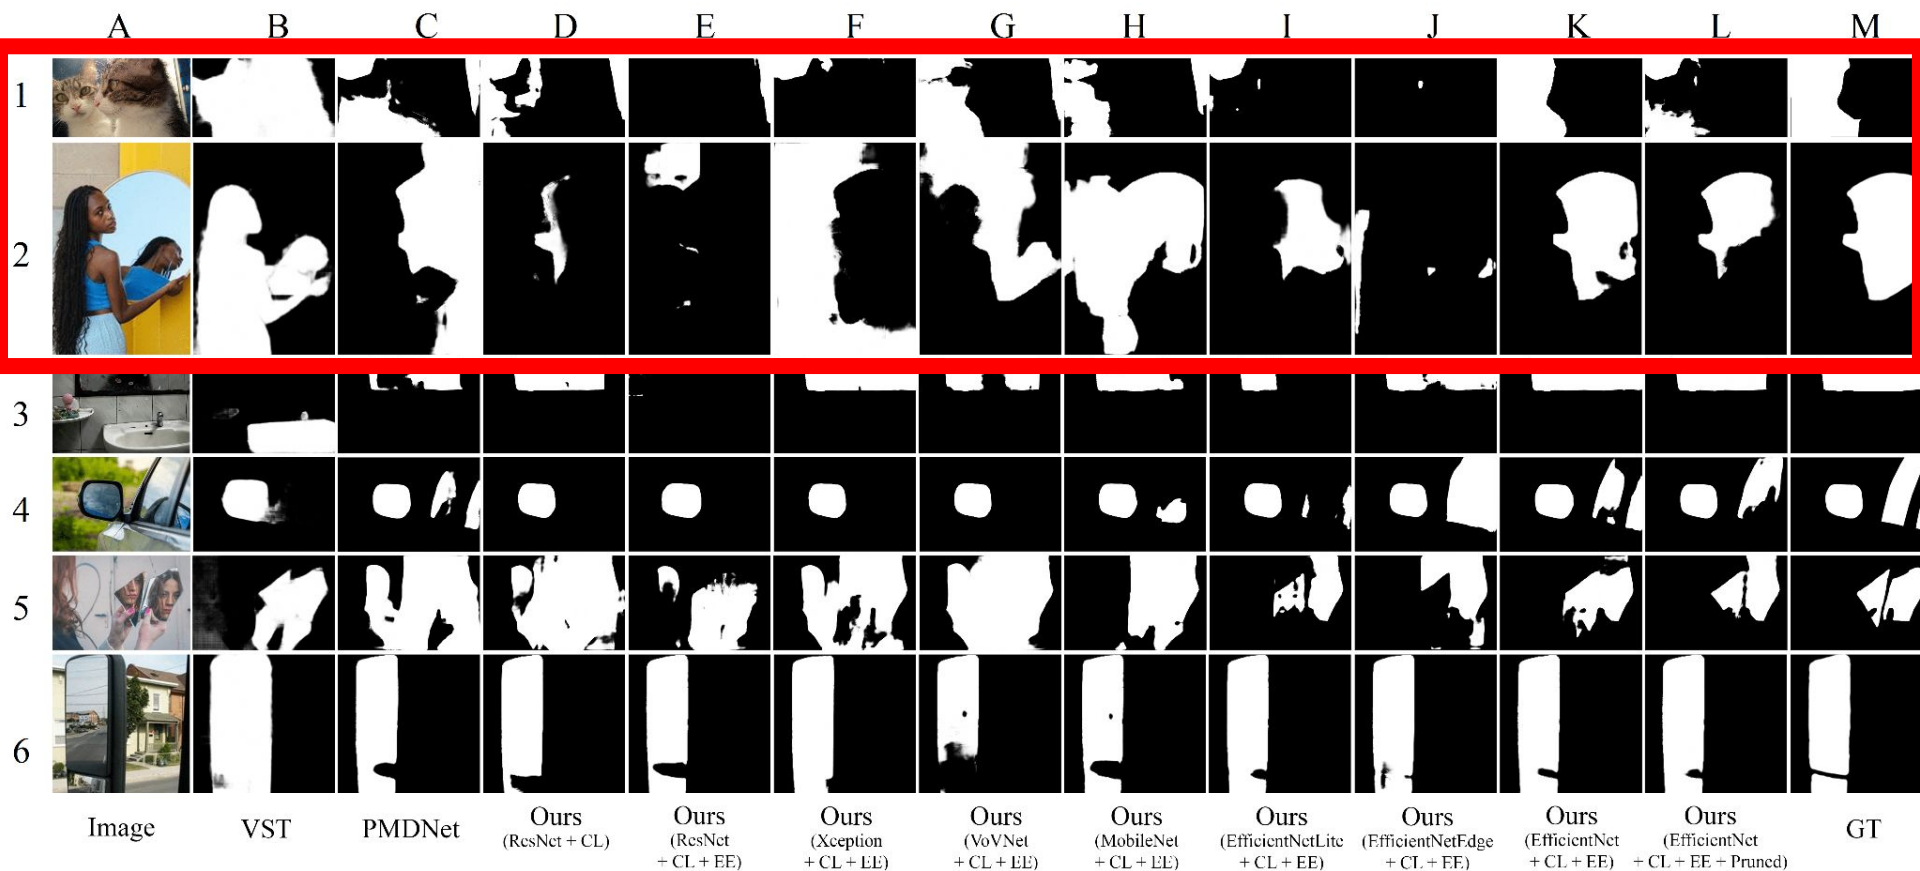 A B C D E F G H I J K L M
1
2
3
4
5
6
Image VST PMDNet Ours Ours Ours Ours Ours Ours Ours Ours Ours GT
(ResNet + CL) (ResNet (Xception (VoVNet (MobileNet (EfficientNetLite (EfficientNetEdge (EfficientNet (EfficientNet
+ CL + EE) + CL + EE) + CL + EE) + CL + EE) + CL + EE) + CL + EE) + CL + EE) + CL + EE + Pruned)